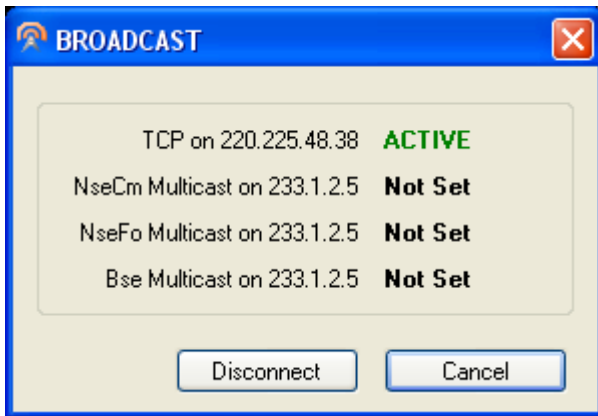 BROADCAST
TCP on 220.225.48.38 ACTIVE
NseCm Multicast on 233.1.2.5 Not Set
NseFo Multicast on 233.1.2.5 Not Set
Bse Multicast on 233.1.2.5 Not Set
Disconnect Cancel